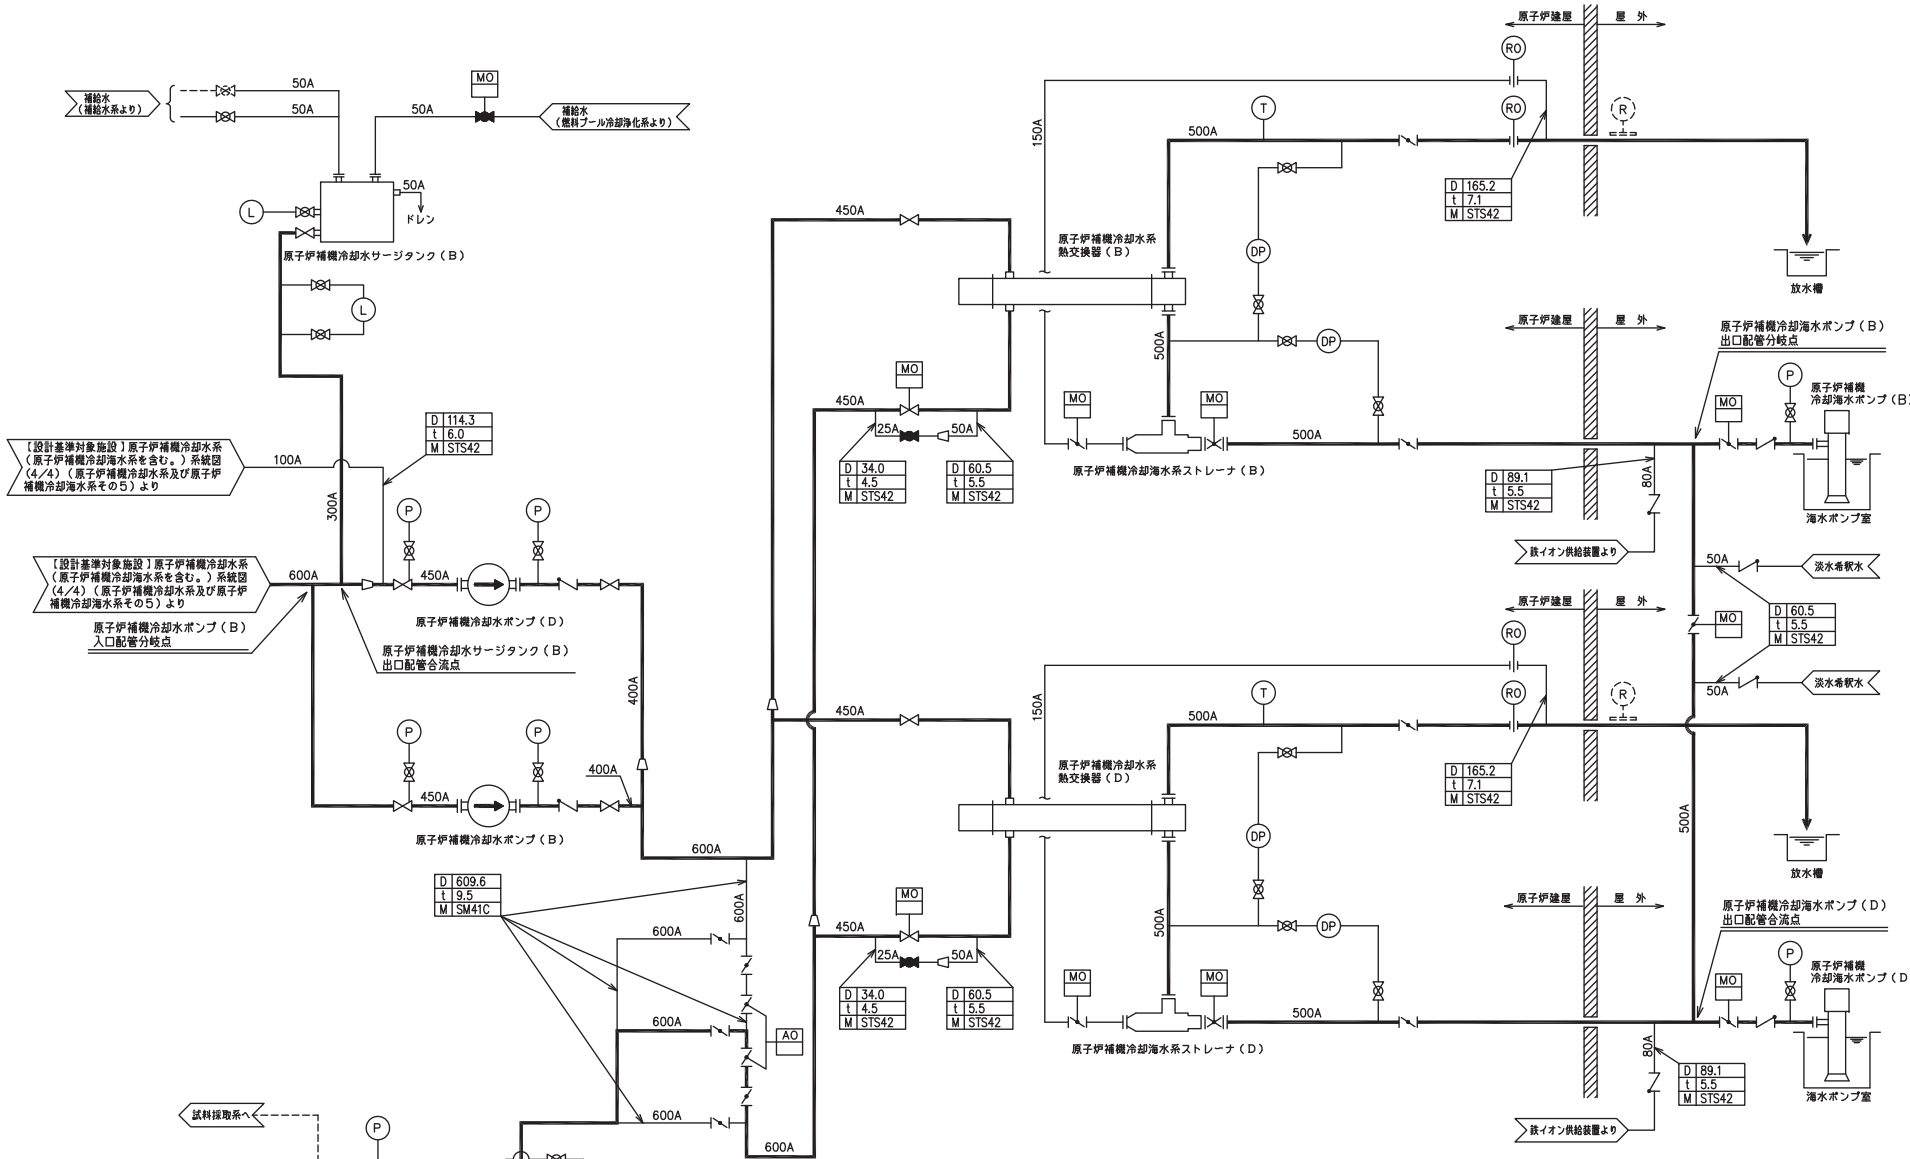 補給水
(補給水系より)
50A
50A
50A
MO
補給水
(燃料プール冷却浄化系より)
50A
ドレン
L
原子炉補機冷却水サージタンク(B)
L
【設計基準対象施設】原子炉補機冷却水系
(原子炉補機冷却海水系を含む。)系統図
(4/4)(原子炉補機冷却水系及び原子炉
補機冷却海水系その5)より
100A
D 114.3
t 6.0
M STS42
300A
【設計基準対象施設】原子炉補機冷却水系
(原子炉補機冷却海水系を含む。)系統図
(4/4)(原子炉補機冷却水系及び原子炉
補機冷却海水系その5)より
600A
P
450A
P
原子炉補機冷却水ポンプ(D)
原子炉補機冷却水ポンプ(B)
入口配管分岐点
原子炉補機冷却水サージタンク(B)
出口配管合流点
400A
P
450A
P
400A
原子炉補機冷却水ポンプ(B)
600A
D 609.6
t 9.5
M SM41C
600A
600A
600A
AO
600A
600A
試料採取系へ
P
450A
450A
MO
25A
50A
D 34.0
t 4.5
M STS42
D 60.5
t 5.5
M STS42
450A
450A
MO
25A
50A
D 34.0
t 4.5
M STS42
D 60.5
t 5.5
M STS42
150A
原子炉補機冷却水系
熱交換器(B)
500A
T
RO
RO
D 165.2
t 7.1
M STS42
原子炉建屋
屋 外
R
放水槽
DP
DP
500A
MO
MO
500A
原子炉補機冷却海水系ストレーナ(B)
原子炉建屋
屋 外
原子炉補機冷却海水ポンプ(B)
出口配管分岐点
MO
P
原子炉補機
冷却海水ポンプ(B)
海水ポンプ室
D 89.1
t 5.5
M STS42
80A
鉄イオン供給装置より
50A
淡水希釈水
MO
D 60.5
t 5.5
M STS42
50A
淡水希釈水
150A
原子炉補機冷却水系
熱交換器(D)
500A
T
RO
RO
D 165.2
t 7.1
M STS42
原子炉建屋
屋 外
R
500A
放水槽
DP
DP
500A
MO
MO
500A
原子炉補機冷却海水系ストレーナ(D)
原子炉建屋
屋 外
原子炉補機冷却海水ポンプ(D)
出口配管合流点
MO
P
原子炉補機
冷却海水ポンプ(D
海水ポンプ室
80A
D 89.1
t 5.5
M STS42
鉄イオン供給装置より